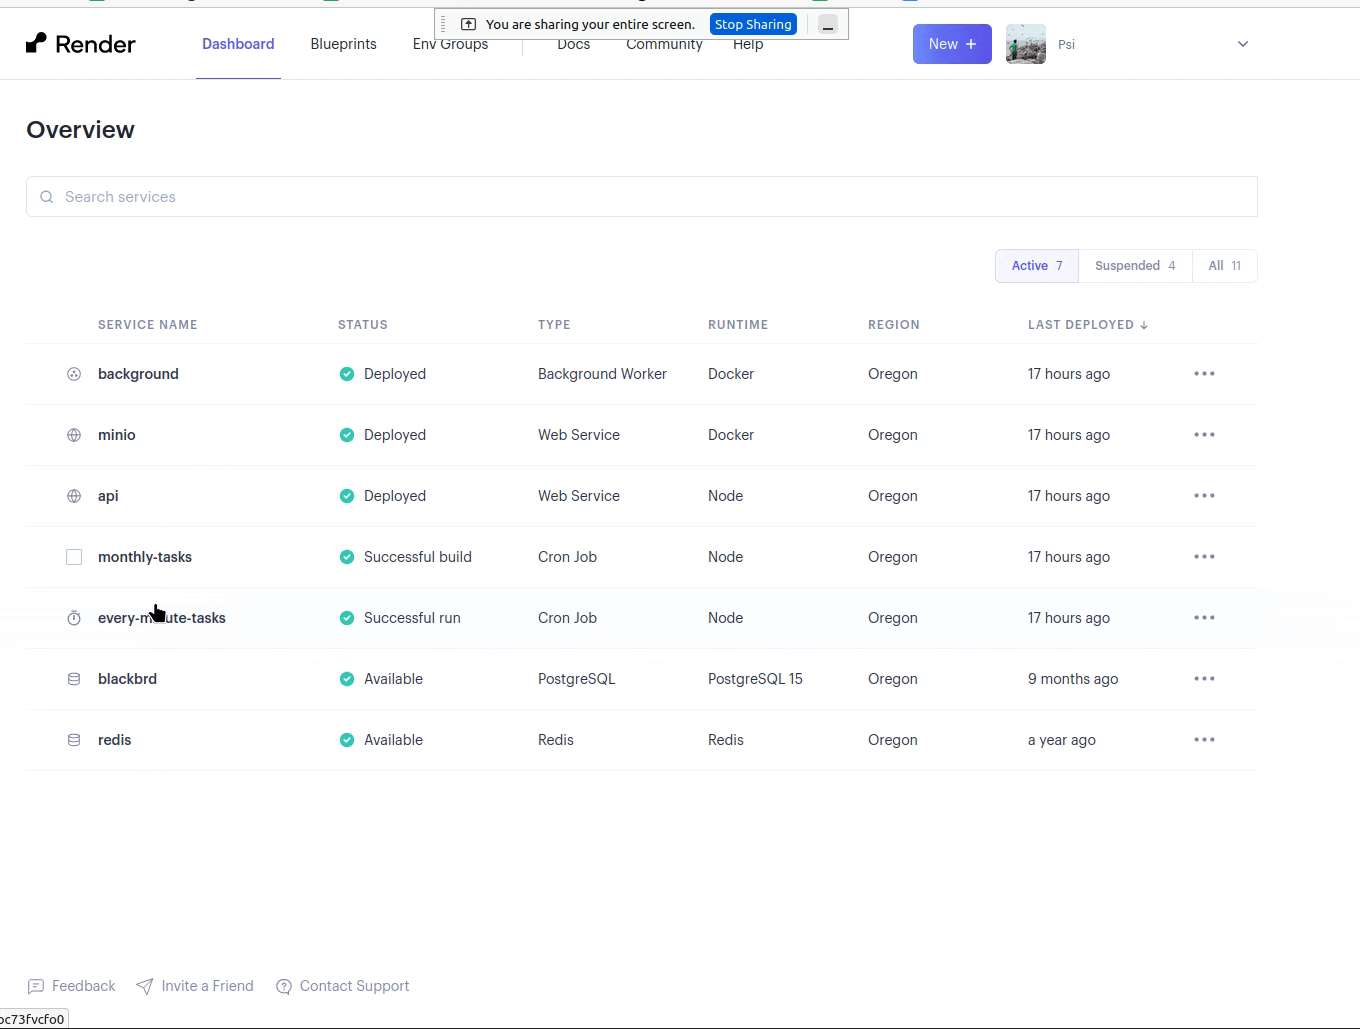 You are sharing your entire screen. Stop Sharing
Render Dashboard Blueprints Env Groups Docs Community Help New + Psi
Overview
Search services
Active 7 Suspended 4 All 11
SERVICE NAME STATUS TYPE RUNTIME REGION LAST DEPLOYED ↓
background Deployed Background Worker Docker Oregon 17 hours ago
minio Deployed Web Service Docker Oregon 17 hours ago
api Deployed Web Service Node Oregon 17 hours ago
monthly-tasks Successful build Cron Job Node Oregon 17 hours ago
every-minute-tasks Successful run Cron Job Node Oregon 17 hours ago
blackbrd Available PostgreSQL PostgreSQL 15 Oregon 9 months ago
redis Available Redis Redis Oregon a year ago
Feedback Invite a Friend Contact Support
oc73fvcfo0